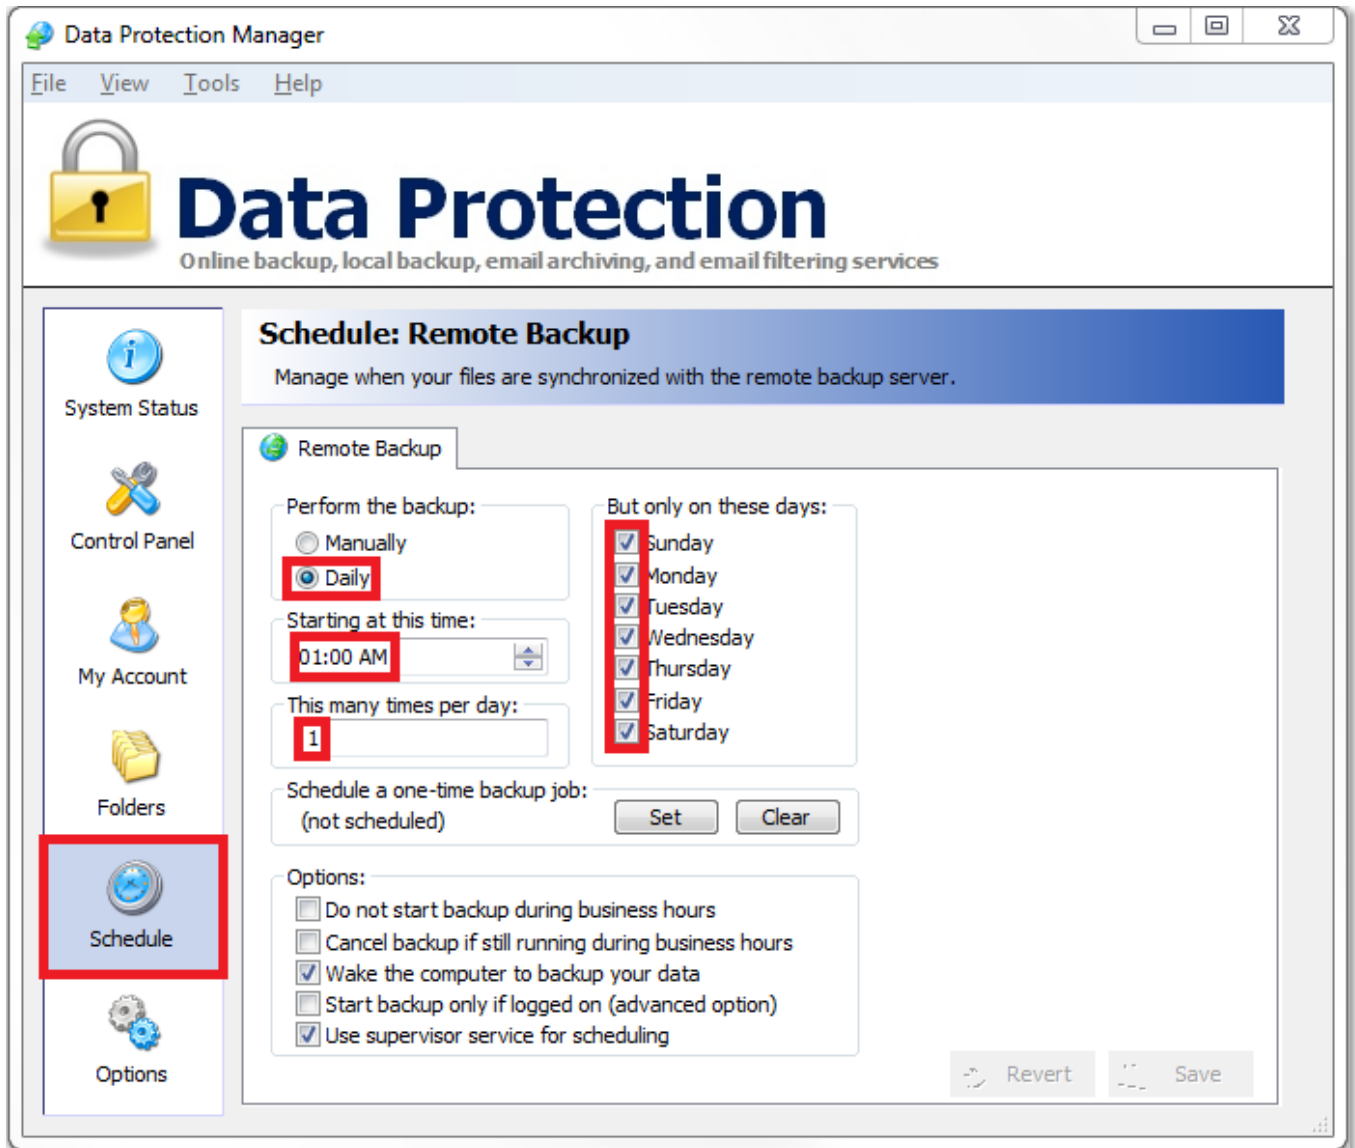 Data Protection Manager
File View Tools Help
Data Protection
Online backup, local backup, email archiving, and email filtering services
System Status
Control Panel
My Account
Folders
Schedule
Options
Schedule: Remote Backup
Manage when your files are synchronized with the remote backup server.
Remote Backup
Perform the backup:
Manually
Daily
Starting at this time:
01:00 AM
This many times per day:
1
But only on these days:
Sunday
Monday
Tuesday
Wednesday
Thursday
Friday
Saturday
Schedule a one-time backup job:
(not scheduled) Set Clear
Options:
Do not start backup during business hours
Cancel backup if still running during business hours
Wake the computer to backup your data
Start backup only if logged on (advanced option)
Use supervisor service for scheduling
Revert Save